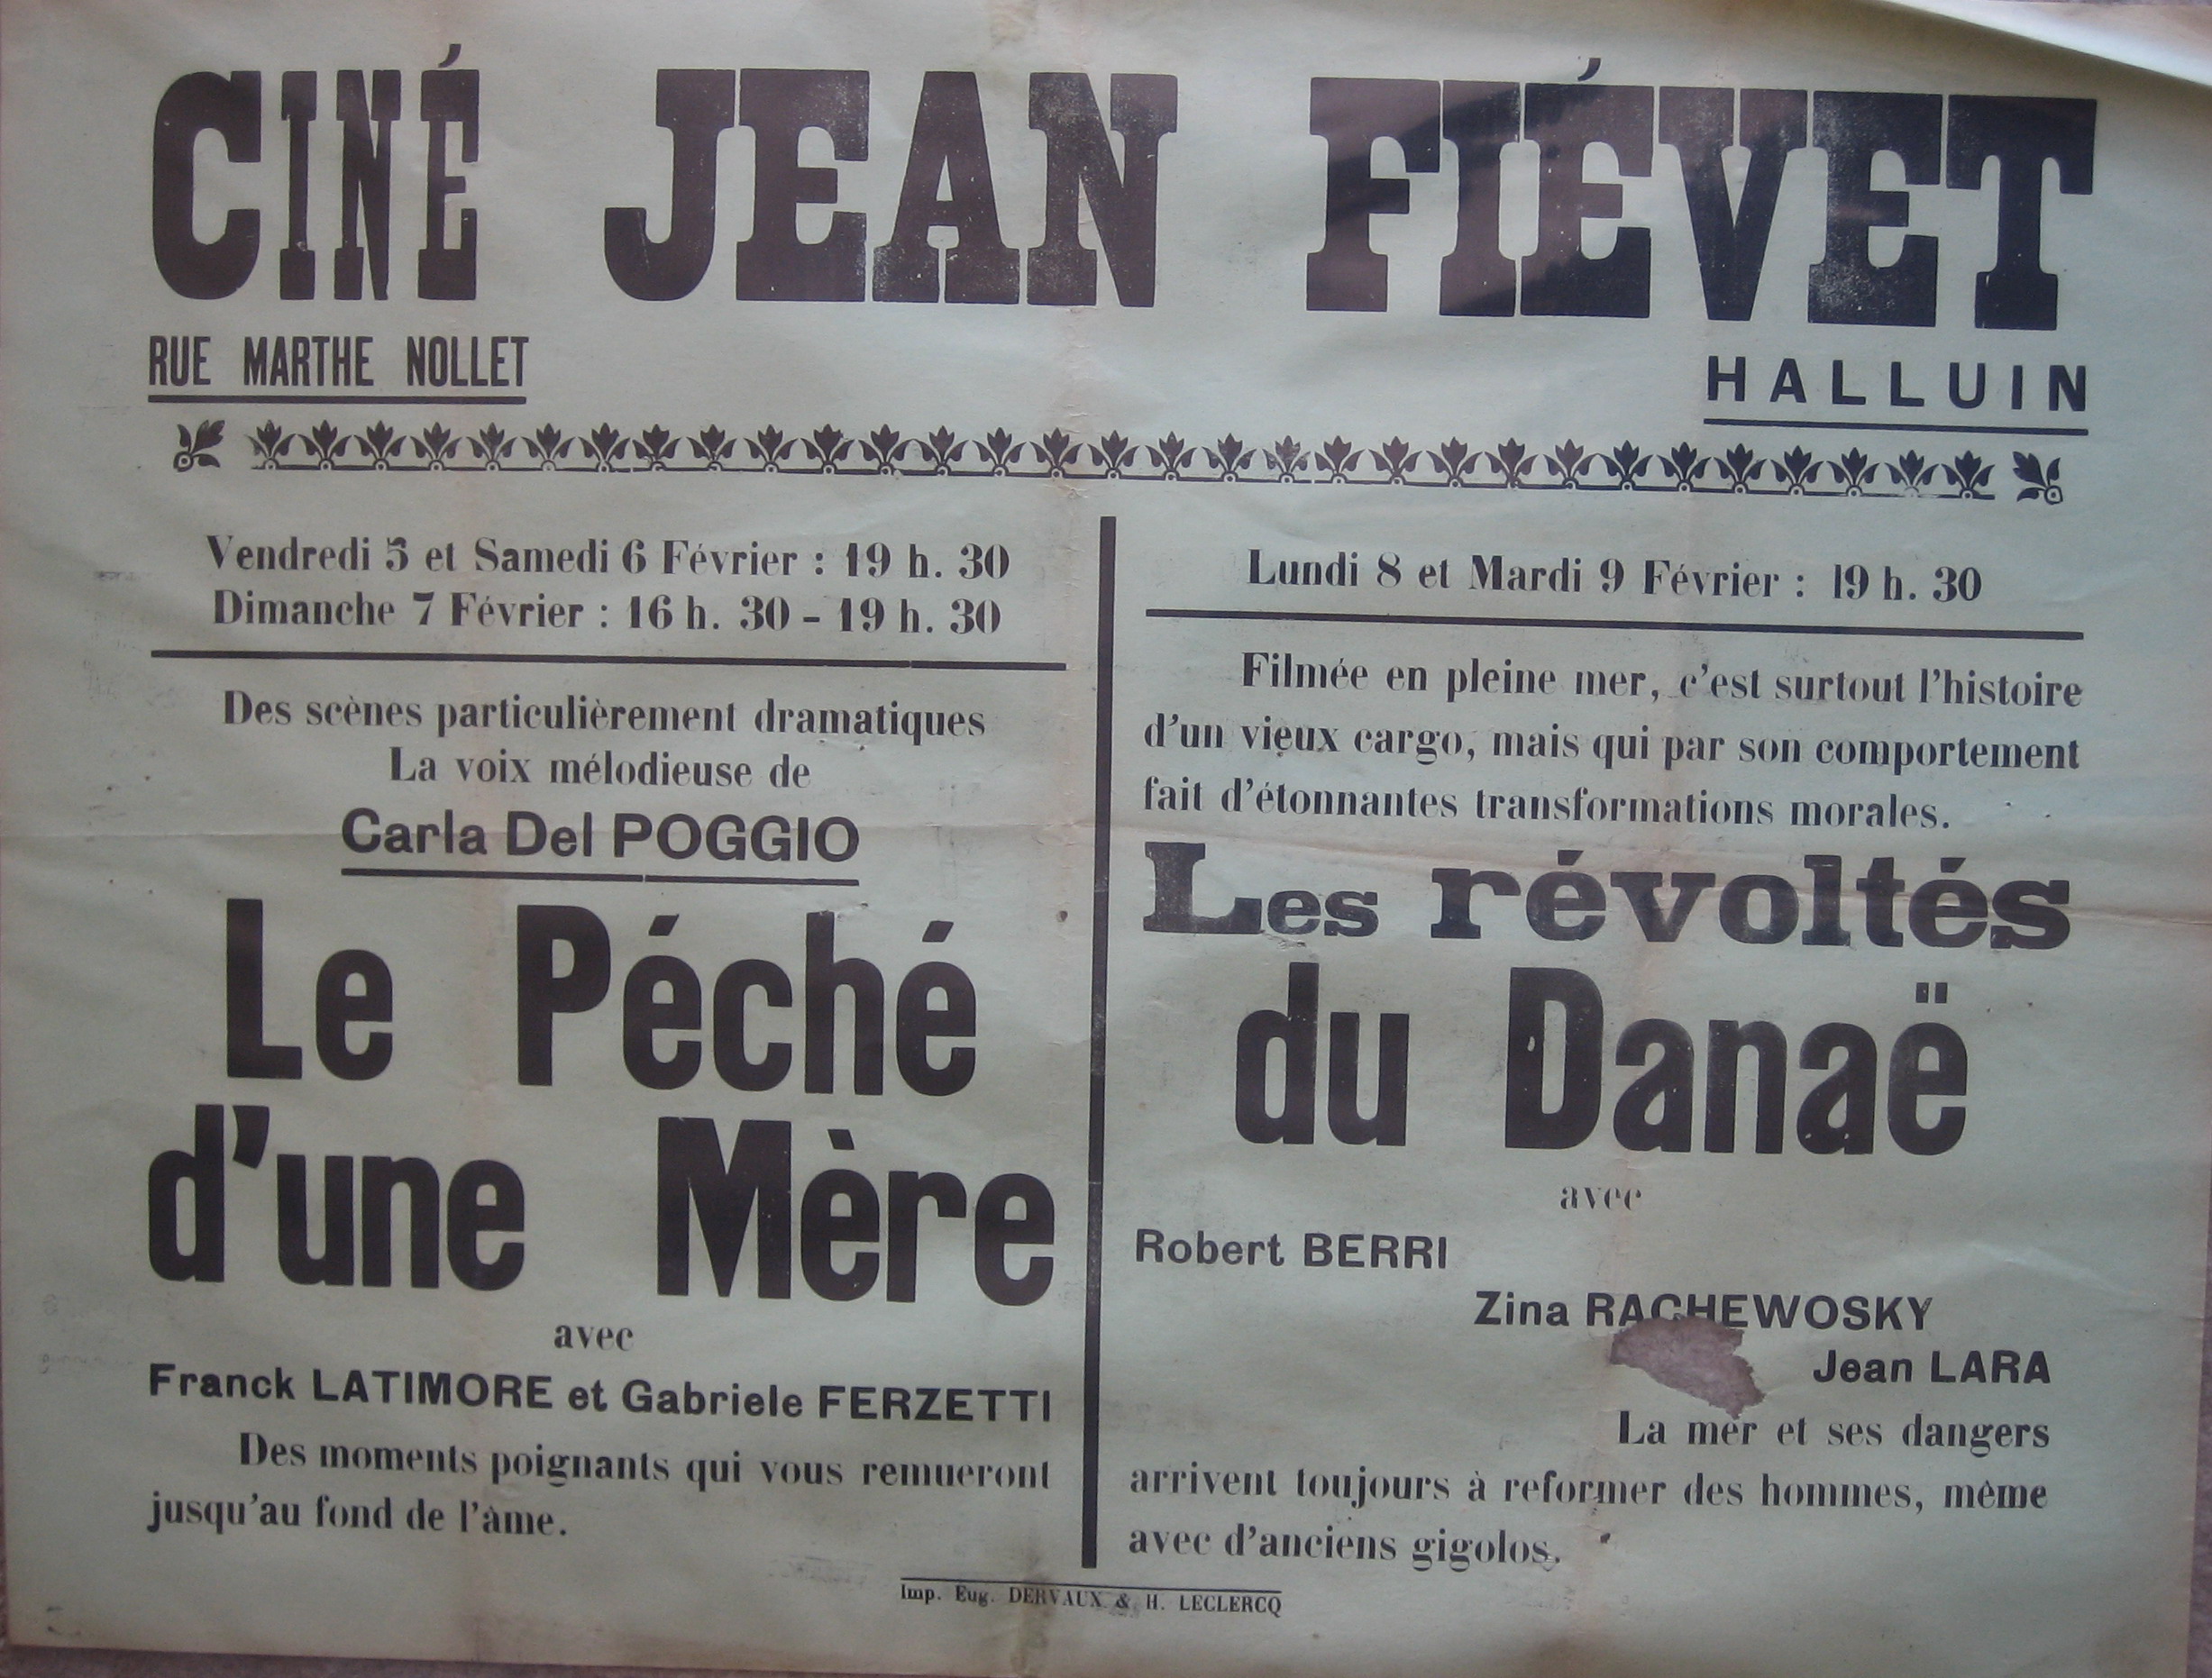 CINÉ JEAN FIÉVET
RUE MARTHE NOLLET
HALLUIN
Vendredi 5 et Samedi 6 Février : 19 h. 30
Dimanche 7 Février : 16 h. 30 - 19 h. 30
Des scènes particulièrement dramatiques
La voix mélodieuse de
Carla Del POGGIO
Le Péché
d'une Mère
avec
Franck LATIMORE et Gabriele FERZETTI
Des moments poignants qui vous remueront
jusqu'au fond de l'âme.
Lundi 8 et Mardi 9 Février : 19 h. 30
Filmée en pleine mer, c'est surtout l'histoire
d'un vieux cargo, mais qui par son comportement
fait d'étonnantes transformations morales.
Les révoltés
du Danaë
avec
Robert BERRI
Zina RACHEWOSKY
Jean LARA
La mer et ses dangers
arrivent toujours à reformer des hommes, même
avec d'anciens gigolos.
Imp. Eug. DERVAUX & H. LECLERCQ